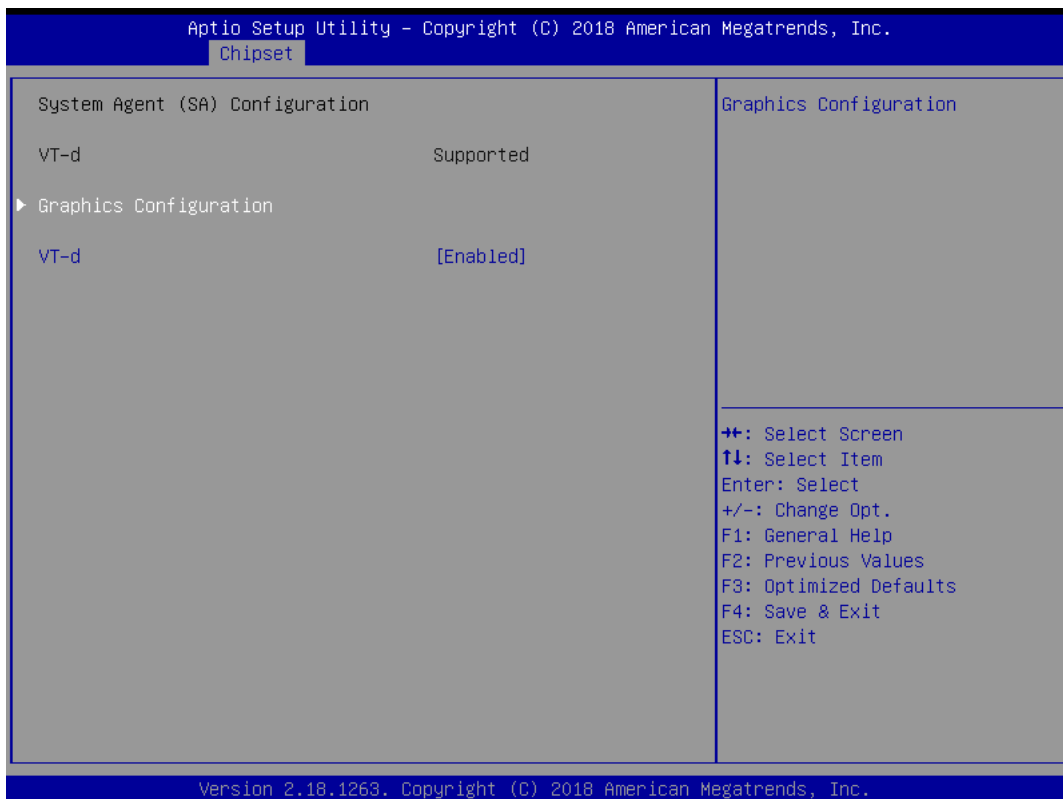 Aptio Setup Utility – Copyright (C) 2018 American Megatrends, Inc.
Chipset
System Agent (SA) Configuration
VT-d Supported
▶ Graphics Configuration
VT-d [Enabled]
Graphics Configuration
→←: Select Screen
↑↓: Select Item
Enter: Select
+/-: Change Opt.
F1: General Help
F2: Previous Values
F3: Optimized Defaults
F4: Save & Exit
ESC: Exit
Version 2.18.1263. Copyright (C) 2018 American Megatrends, Inc.